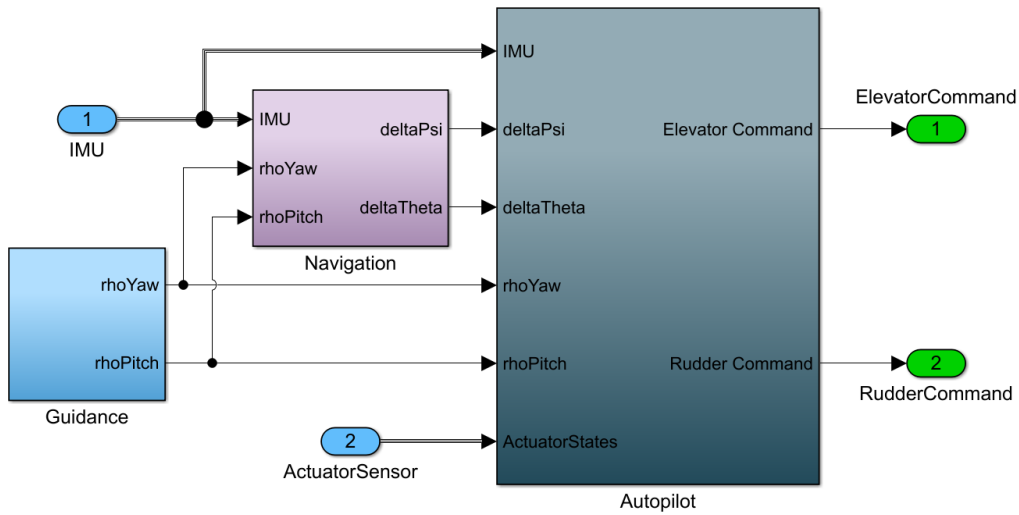 IMU
ElevatorCommand
1
IMU
IMU
deltaPsi
deltaPsi
Elevator Command
1
rhoYaw
rhoPitch
deltaTheta
deltaTheta
Navigation
rhoYaw
rhoYaw
rhoPitch
rhoPitch
Rudder Command
2
RudderCommand
Guidance
2
ActuatorSensor
ActuatorStates
Autopilot